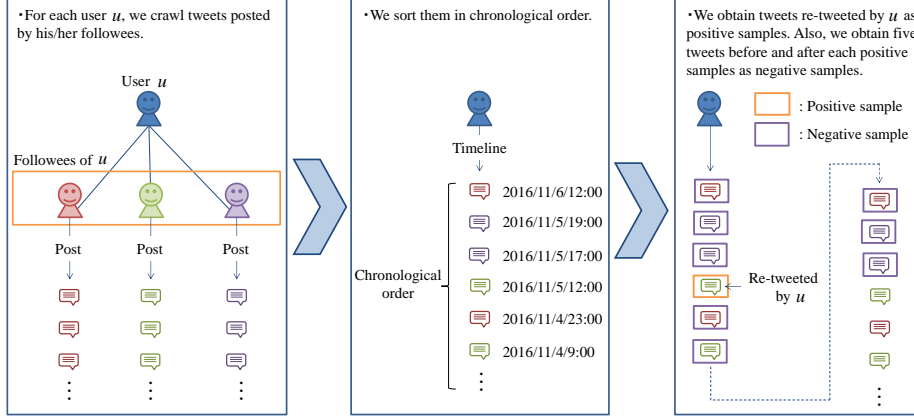 ・For each user u, we crawl tweets posted
by his/her followees.
User u
Followees of u
Post
Post
Post
・We sort them in chronological order.
Timeline
2016/11/6/12:00
2016/11/5/19:00
2016/11/5/17:00
Chronological
order
2016/11/5/12:00
2016/11/4/23:00
2016/11/4/9:00
・We obtain tweets re-tweeted by u as
positive samples. Also, we obtain five
tweets before and after each positive
samples as negative samples.
: Positive sample
: Negative sample
Re-tweeted
by u